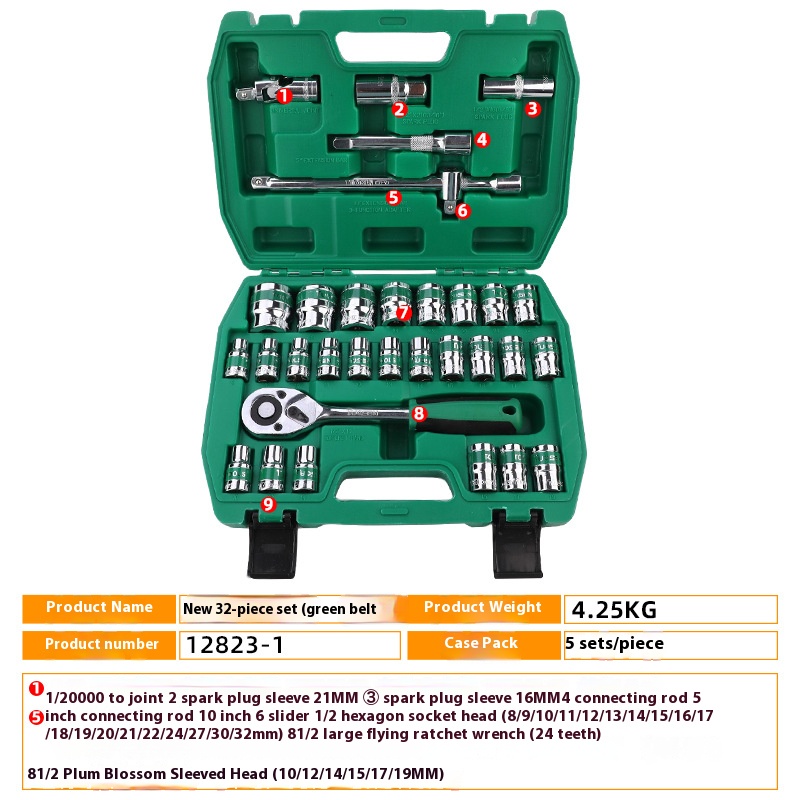 1
2
3
4
5
6
7
8
9
Product Name
New 32-piece set (green belt
Product Weight
4.25KG
Product number
12823-1
Case Pack
5 sets/piece
1 1/20000 to joint 2 spark plug sleeve 21MM ③ spark plug sleeve 16MM4 connecting rod 5
5 inch connecting rod 10 inch 6 slider 1/2 hexagon socket head (8/9/10/11/12/13/14/15/16/17
/18/19/20/21/22/24/27/30/32mm) 81/2 large flying ratchet wrench (24 teeth)
81/2 Plum Blossom Sleeved Head (10/12/14/15/17/19MM)